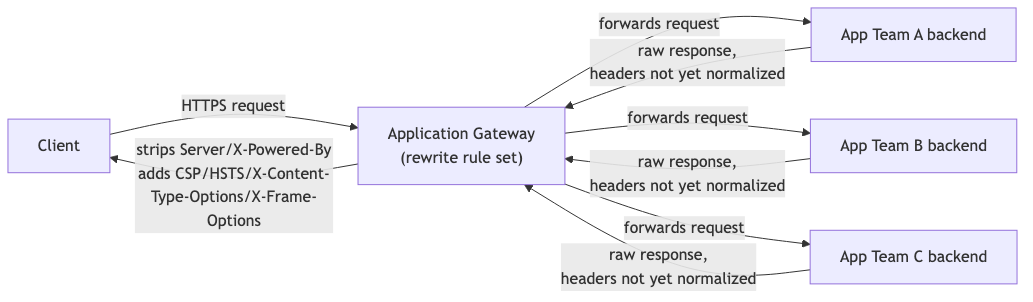 forwards request
App Team A backend
raw response,
headers not yet normalized
HTTPS request
Client
Application Gateway
(rewrite rule set)
forwards request
App Team B backend
strips Server/X-Powered-By
adds CSP/HSTS/X-Content-
Type-Options/X-Frame-
Options
raw response,
headers not yet normalized
forwards request
App Team C backend
raw response,
headers not yet normalized